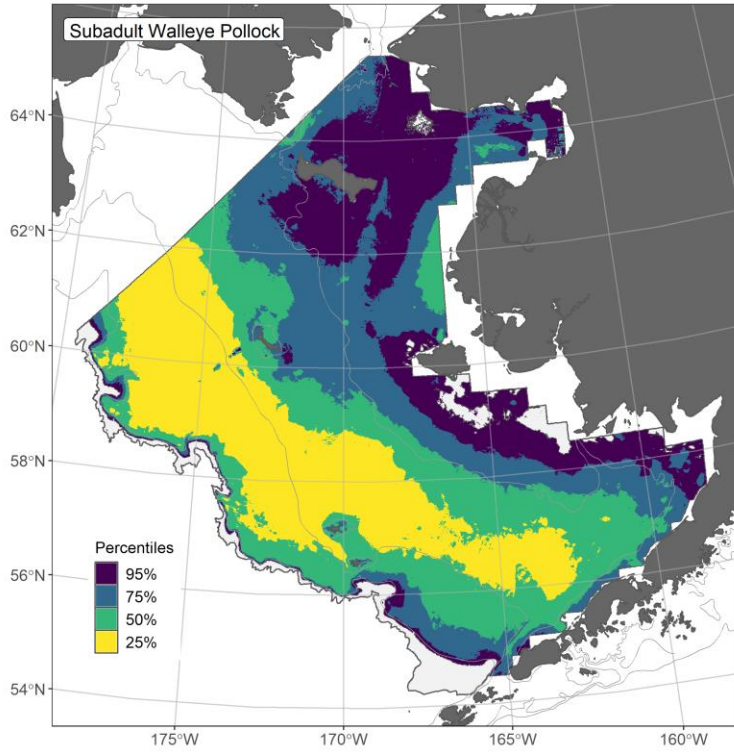 Subadult Walleye Pollock
64°N
62°N
60°N
58°N
56°N
54°N
Percentiles
95%
75%
50%
25%
175°W
170°W
165°W
160°W